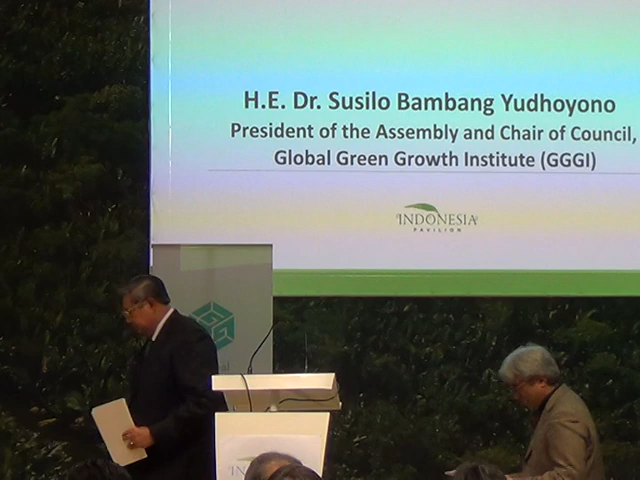 H.E. Dr. Susilo Bambang Yudhoyono
President of the Assembly and Chair of Council,
Global Green Growth Institute (GGGI)
INDONESIA
PAVILION
IN